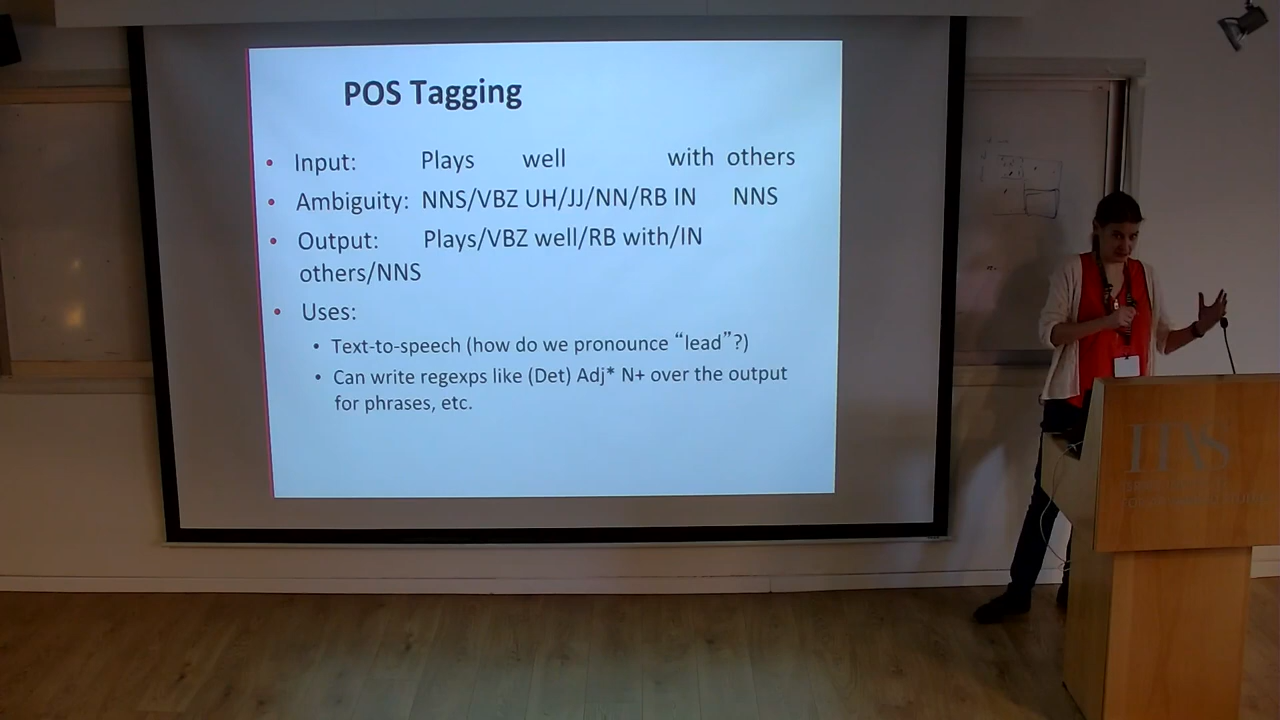 POS Tagging
• Input: Plays well with others
• Ambiguity: NNS/VBZ UH/JJ/NN/RB IN NNS
• Output: Plays/VBZ well/RB with/IN
others/NNS
• Uses:
• Text-to-speech (how do we pronounce “lead”?)
• Can write regexps like (Det) Adj* N+ over the output
for phrases, etc.